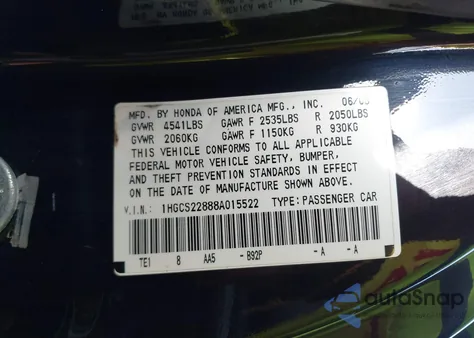 MFD. BY HONDA OF AMERICA MFG., INC.
GVWR 4541LBS GAWR F 2535LBS R 2050LBS
GVWR 2060KG GAWR F 1150KG R 930KG
THIS VEHICLE CONFORMS TO ALL APPLICABLE
FEDERAL MOTOR VEHICLE SAFETY, BUMPER,
AND THEFT PREVENTION STANDARDS IN EFFECT
ON THE DATE OF MANUFACTURE SHOWN ABOVE.
V.I.N.: 1HGCS22888A015522 TYPE: PASSENGER CAR
TE1 8 AA5 -B92P -A -A
autoSnap